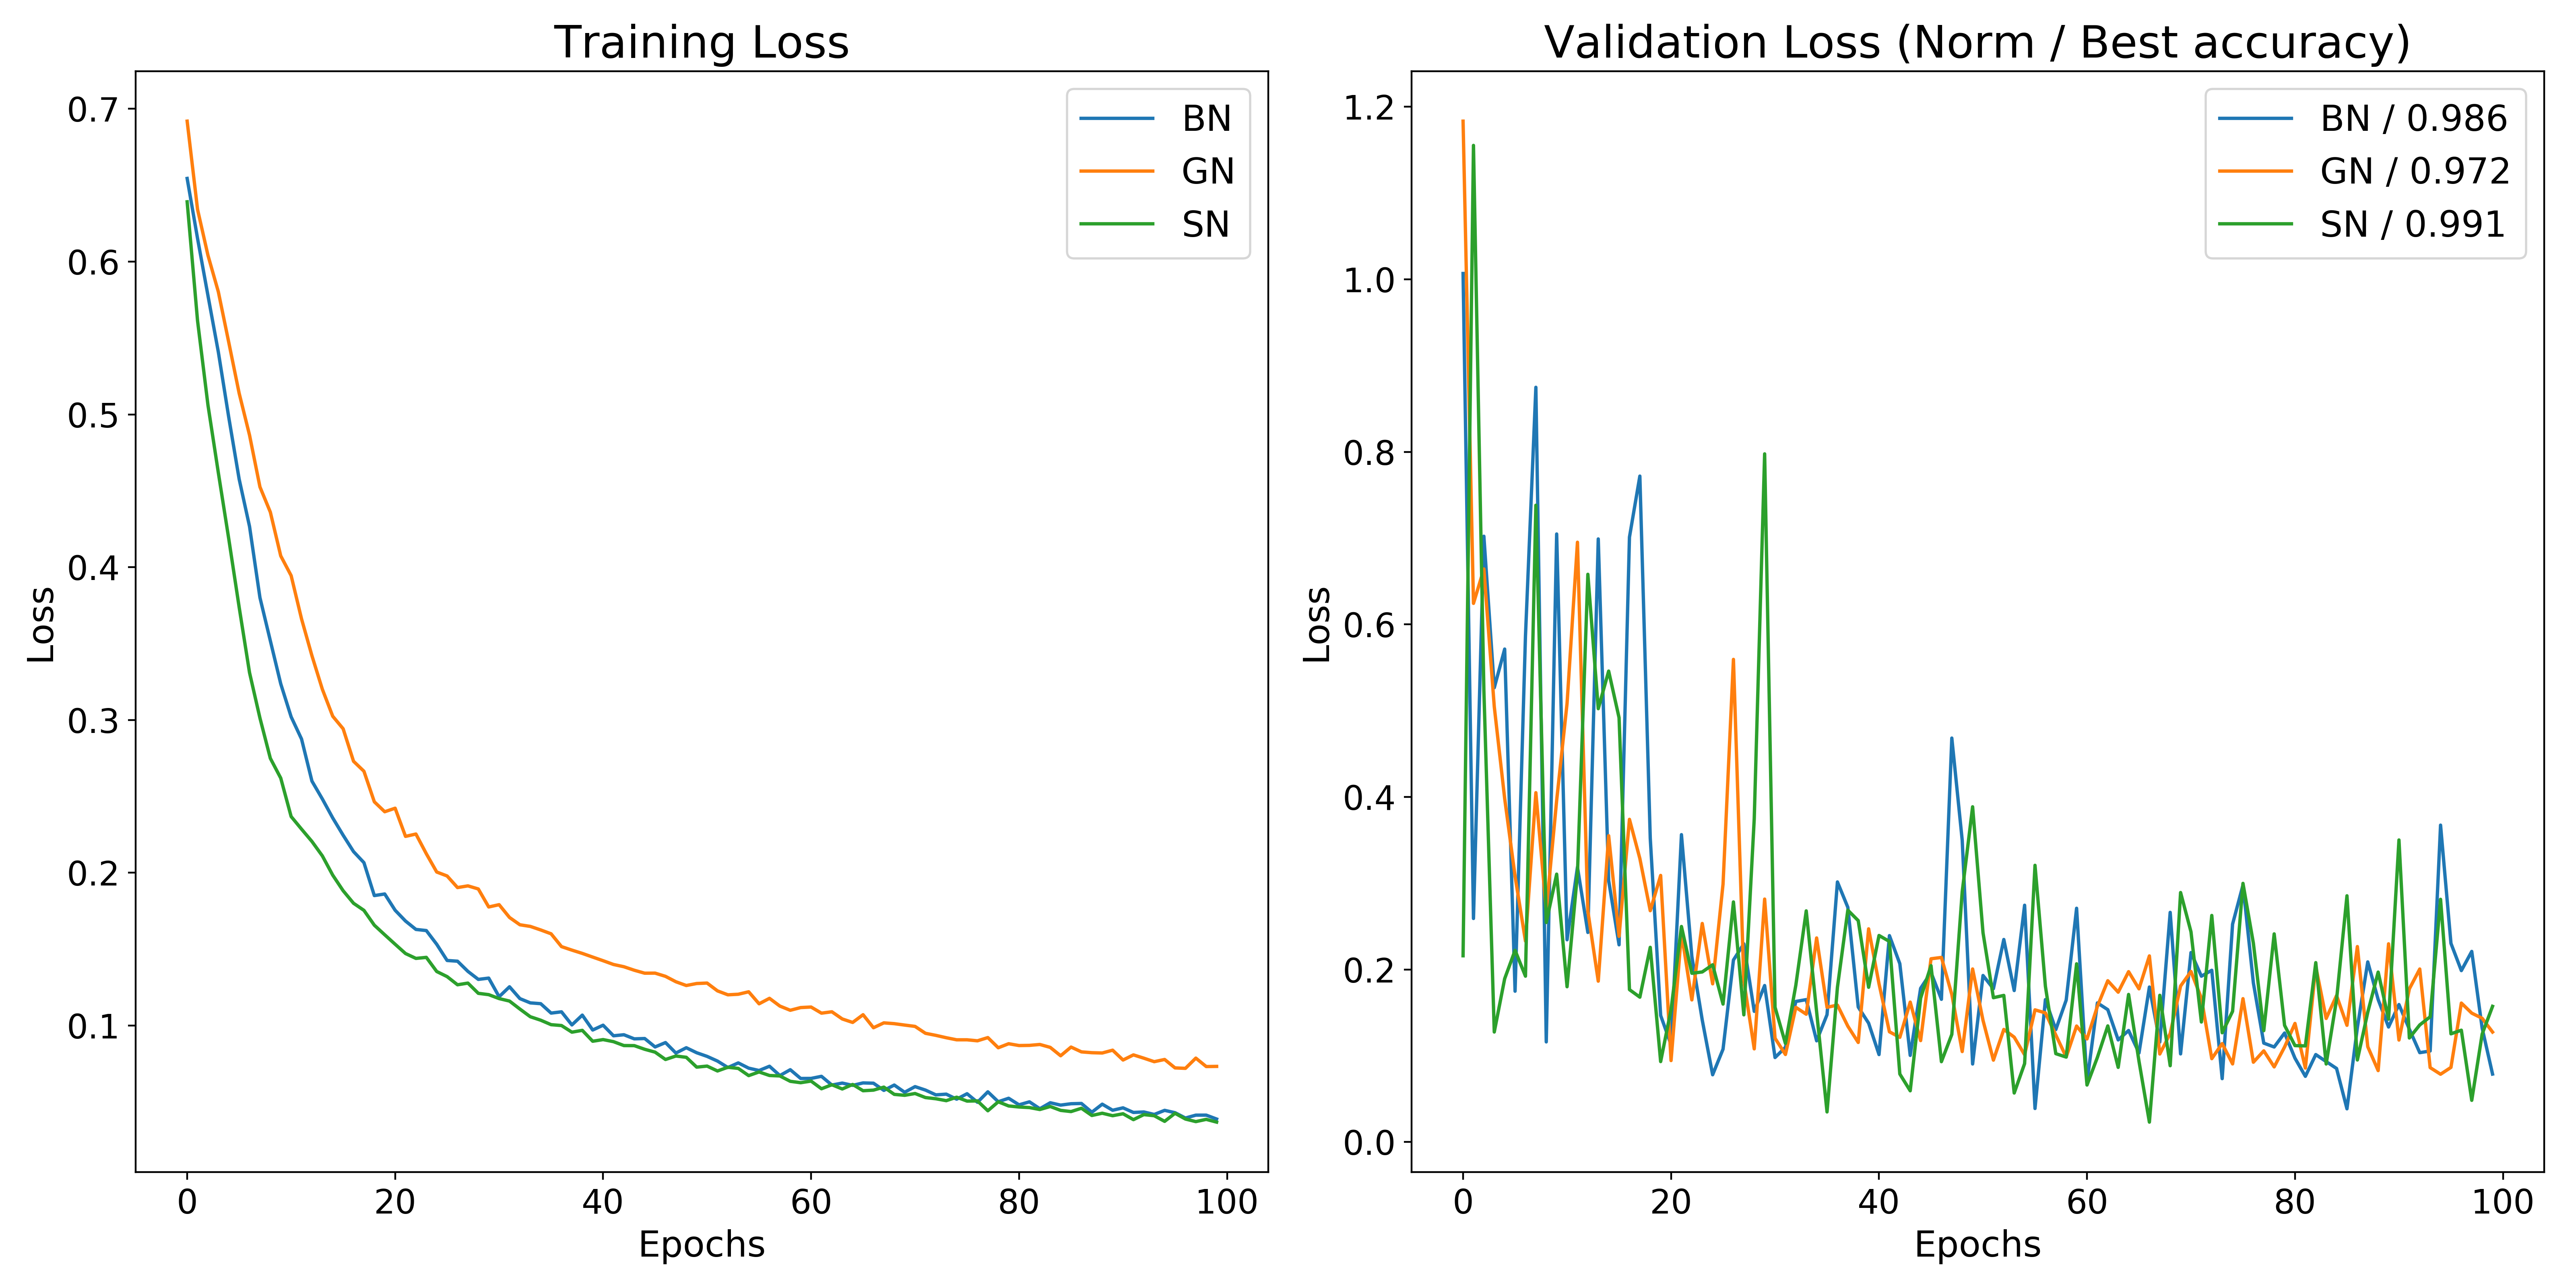 Training Loss
0.7
0.6
0.5
0.4
0.3
0.2
0.1
Loss
BN
GN
SN
0 20 40 60 80 100
Epochs
Validation Loss (Norm / Best accuracy)
1.2
1.0
0.8
0.6
0.4
0.2
0.0
Loss
BN / 0.986
GN / 0.972
SN / 0.991
0 20 40 60 80 100
Epochs